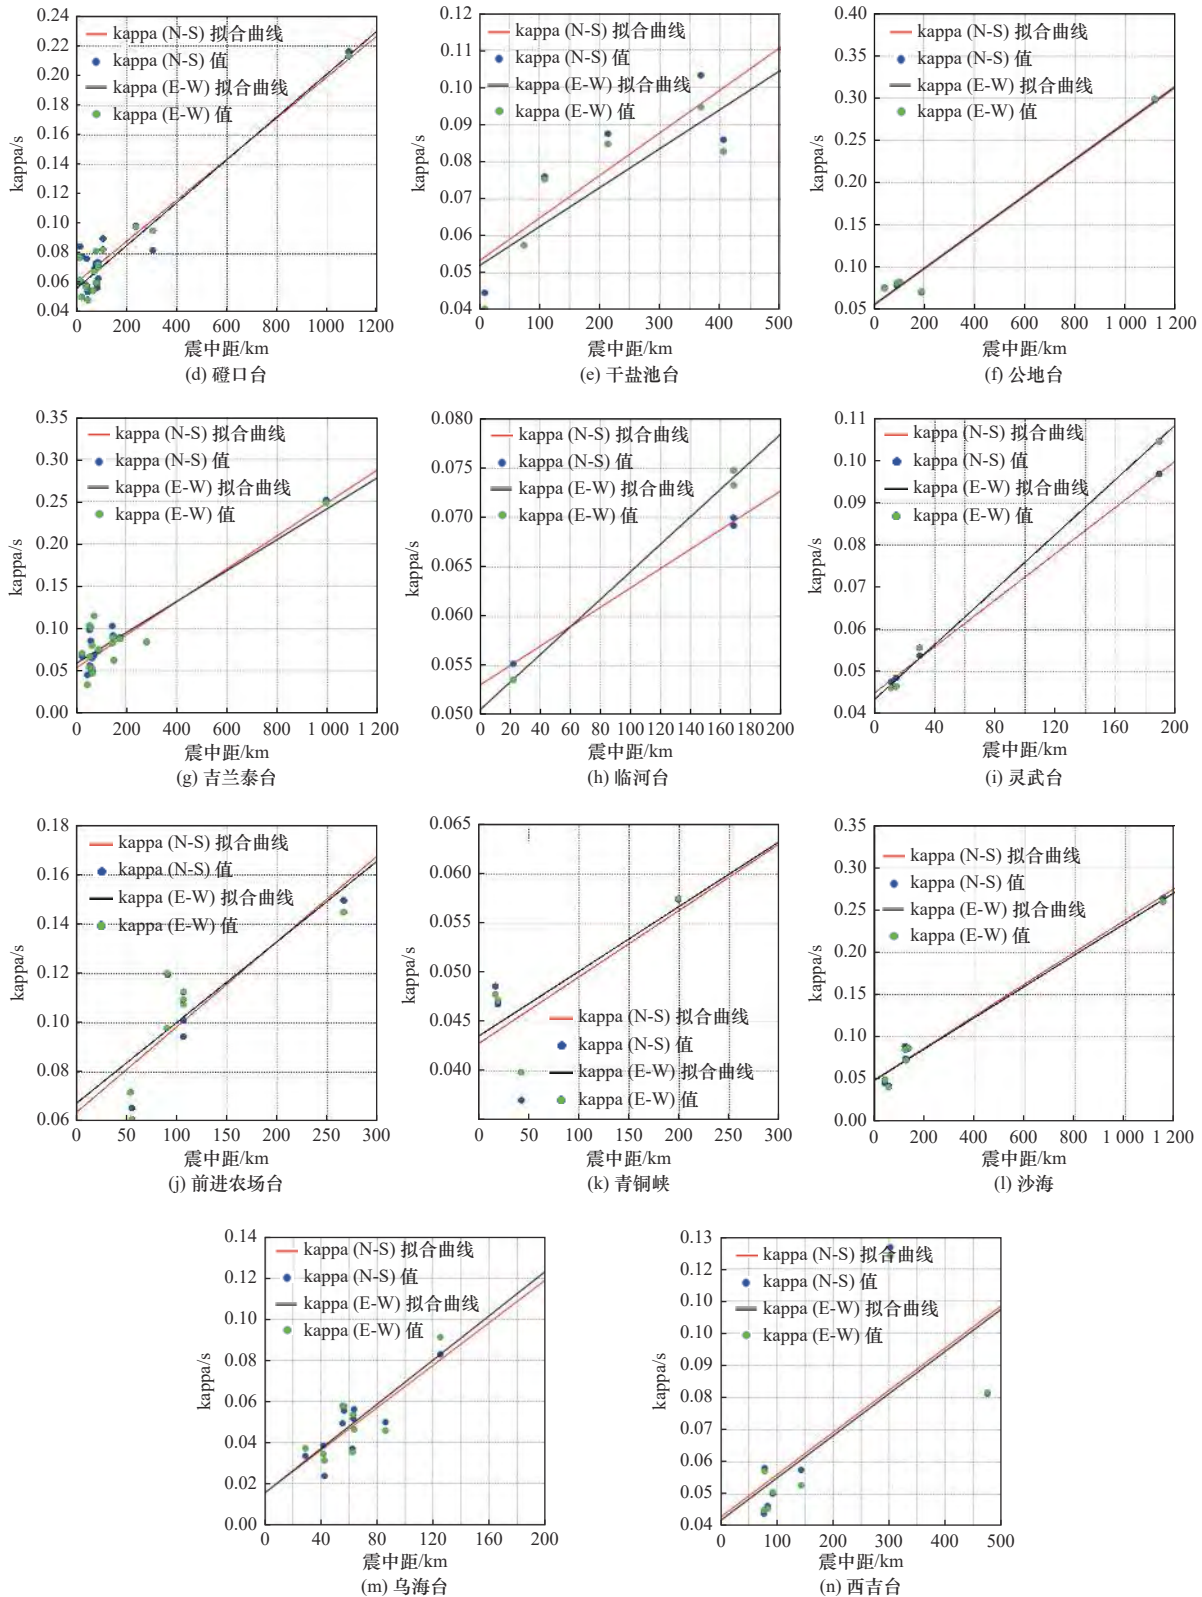 0.24
0.22
0.20
0.18
0.16
0.14
0.12
0.10
0.08
0.06
0.04
kappa/s
kappa (N-S) 拟合曲线
kappa (N-S) 值
kappa (E-W) 拟合曲线
kappa (E-W) 值
0 200 400 600 800 1000 1200
震中距/km
(d) 磴口台
0.12
0.11
0.10
0.09
0.08
0.07
0.06
0.05
0.04
kappa/s
kappa (N-S) 拟合曲线
kappa (N-S) 值
kappa (E-W) 拟合曲线
kappa (E-W) 值
0 100 200 300 400 500
震中距/km
(e) 干盐池台
0.40
0.35
0.30
0.25
0.20
0.15
0.10
0.05
kappa/s
kappa (N-S) 拟合曲线
kappa (N-S) 值
kappa (E-W) 拟合曲线
kappa (E-W) 值
0 200 400 600 800 1 000 1 200
震中距/km
(f) 公地台
0.35
0.30
0.25
0.20
0.15
0.10
0.05
0.00
kappa/s
kappa (N-S) 拟合曲线
kappa (N-S) 值
kappa (E-W) 拟合曲线
kappa (E-W) 值
0 200 400 600 800 1 000 1 200
震中距/km
(g) 吉兰泰台
0.080
0.075
0.070
0.065
0.060
0.055
0.050
kappa/s
kappa (N-S) 拟合曲线
kappa (N-S) 值
kappa (E-W) 拟合曲线
kappa (E-W) 值
0 20 40 60 80 100 120 140 160 180 200
震中距/km
(h) 临河台
0.11
0.10
0.09
0.08
0.07
0.06
0.05
0.04
kappa/s
kappa (N-S) 拟合曲线
kappa (N-S) 值
kappa (E-W) 拟合曲线
kappa (E-W) 值
0 40 60 80 120 160 200
震中距/km
(i) 灵武台
0.18
0.16
0.14
0.12
0.10
0.08
0.06
kappa/s
kappa (N-S) 拟合曲线
kappa (N-S) 值
kappa (E-W) 拟合曲线
kappa (E-W) 值
0 50 100 150 200 250 300
震中距/km
(j) 前进农场台
0.065
0.060
0.055
0.050
0.045
0.040
kappa/s
kappa (N-S) 拟合曲线
kappa (N-S) 值
kappa (E-W) 拟合曲线
kappa (E-W) 值
0 50 100 150 200 250 300
震中距/km
(k) 青铜峡
0.35
0.30
0.25
0.20
0.15
0.10
0.05
0.00
kappa/s
kappa (N-S) 拟合曲线
kappa (N-S) 值
kappa (E-W) 拟合曲线
kappa (E-W) 值
0 200 400 600 800 1 000 1 200
震中距/km
(l) 沙海
0.14
0.12
0.10
0.08
0.06
0.04
0.02
0.00
kappa/s
kappa (N-S) 拟合曲线
kappa (N-S) 值
kappa (E-W) 拟合曲线
kappa (E-W) 值
0 40 60 80 120 160 200
震中距/km
(m) 乌海台
0.13
0.12
0.10
0.10
0.09
0.08
0.07
0.06
0.05
0.04
kappa/s
kappa (N-S) 拟合曲线
kappa (N-S) 值
kappa (E-W) 拟合曲线
kappa (E-W) 值
0 100 200 300 400 500
震中距/km
(n) 西吉台